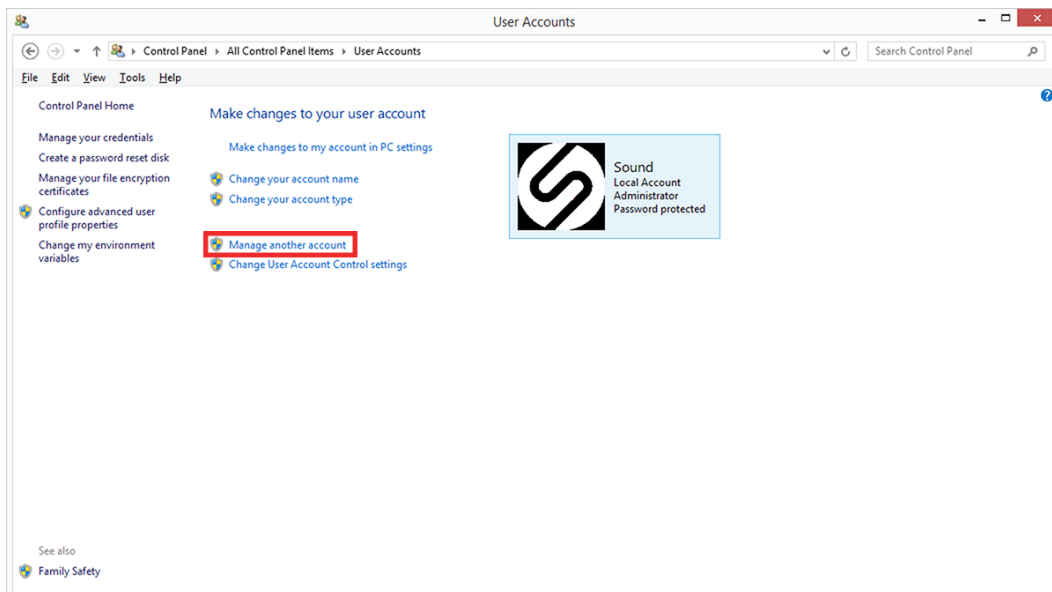 User Accounts
Control Panel All Control Panel Items User Accounts
Search Control Panel
File Edit View Tools Help
Control Panel Home
Manage your credentials
Create a password reset disk
Manage your file encryption
certificates
Configure advanced user
profile properties
Change my environment
variables
Make changes to your user account
Make changes to my account in PC settings
Change your account name
Change your account type
Manage another account
Change User Account Control settings
Sound
Local Account
Administrator
Password protected
See also
Family Safety